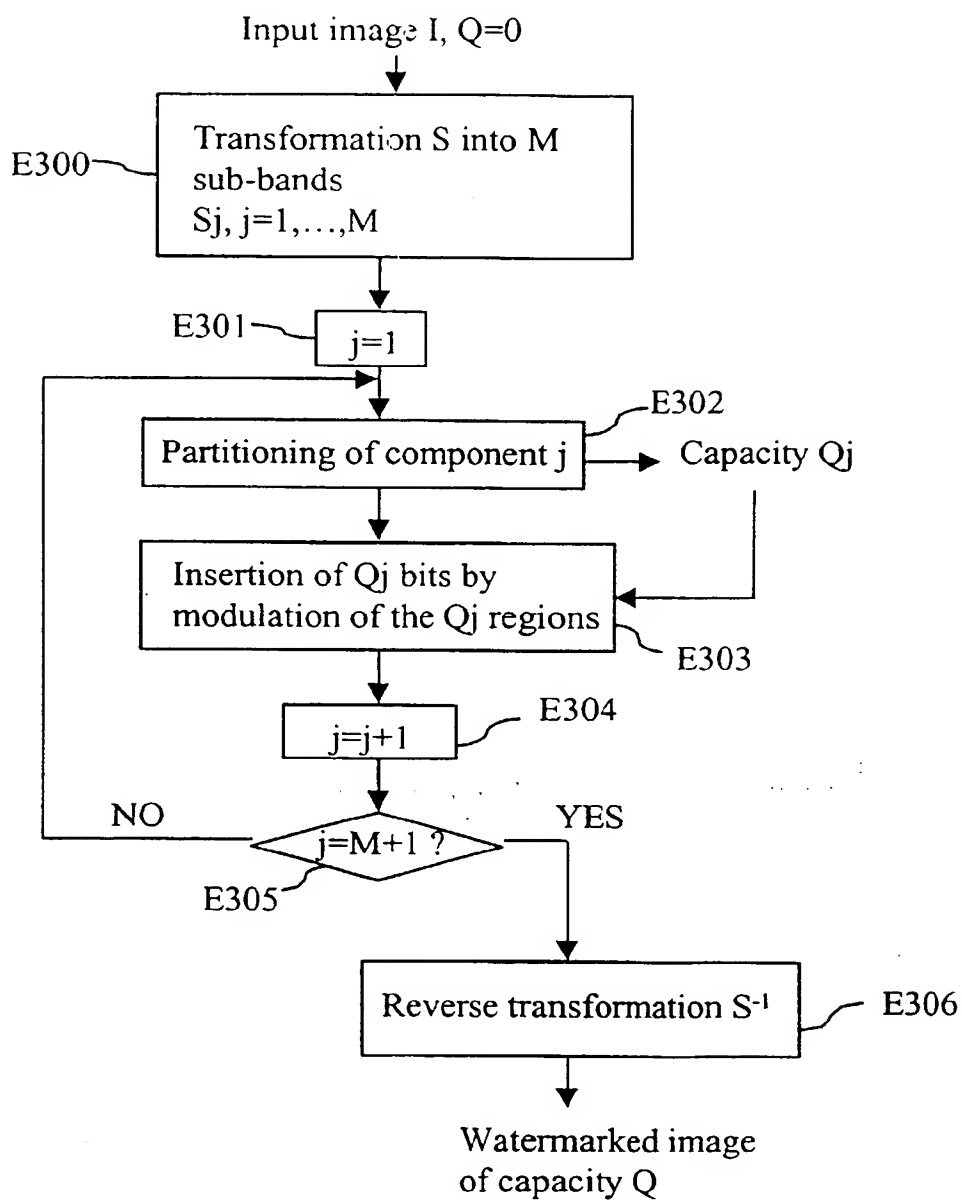 Input image I, Q=0
E300
Transformation S into M
sub-bands
Sj, j=1,...,M
E301
j=1
E302
Partitioning of component j
Capacity Qj
Insertion of Qj bits by
modulation of the Qj regions
E303
E304
j=j+1
NO
YES
j=M+1 ?
E305
Reverse transformation S⁻¹
E306
Watermarked image
of capacity Q